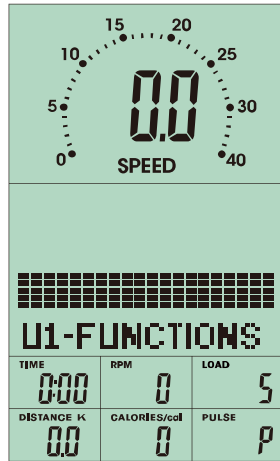 15 20
10 25
5 30
0 40
0.0
SPEED
U1-FUNCTIONS
TIME RPM LOAD
0:00 0 5
DISTANCE K CALORIES/cal PULSE
0.0 0 P